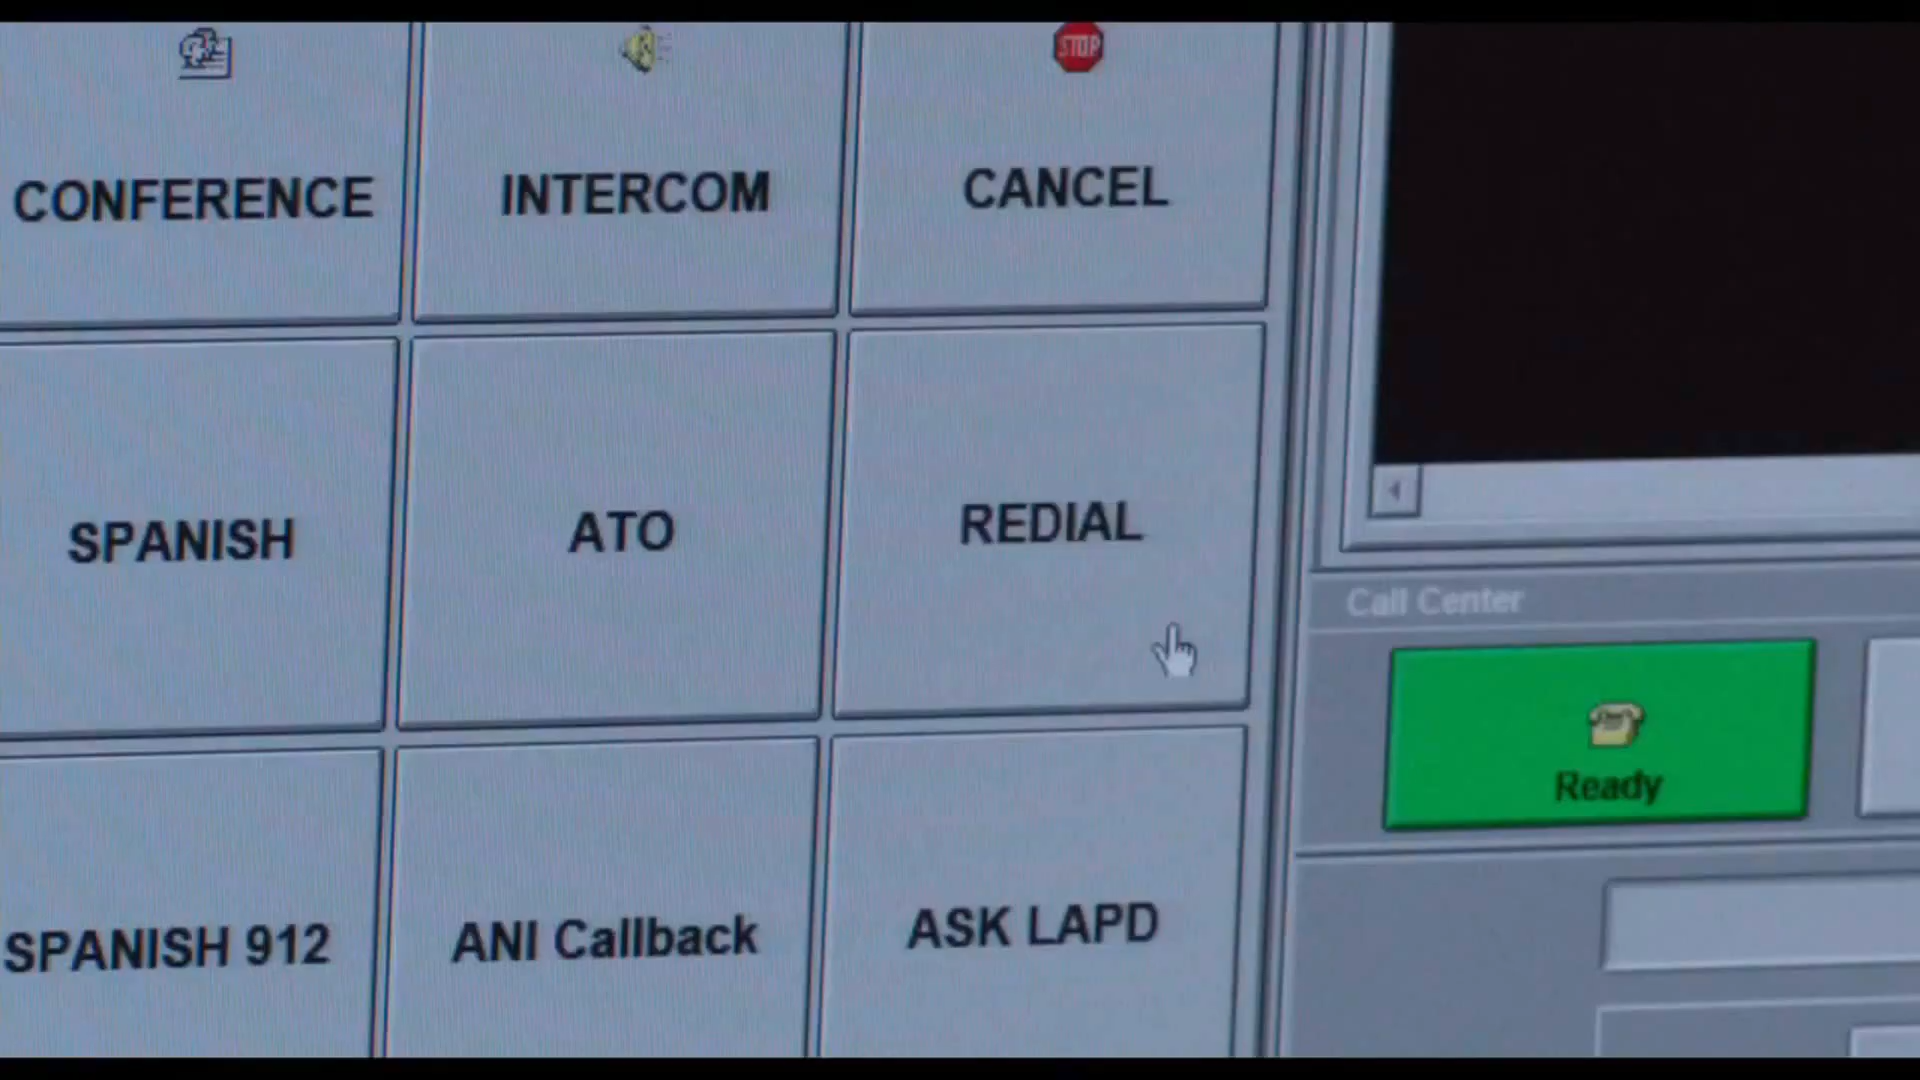 STOP
CONFERENCE
INTERCOM
CANCEL
SPANISH
ATO
REDIAL
Call Center
Ready
SPANISH 912
ANI Callback
ASK LAPD